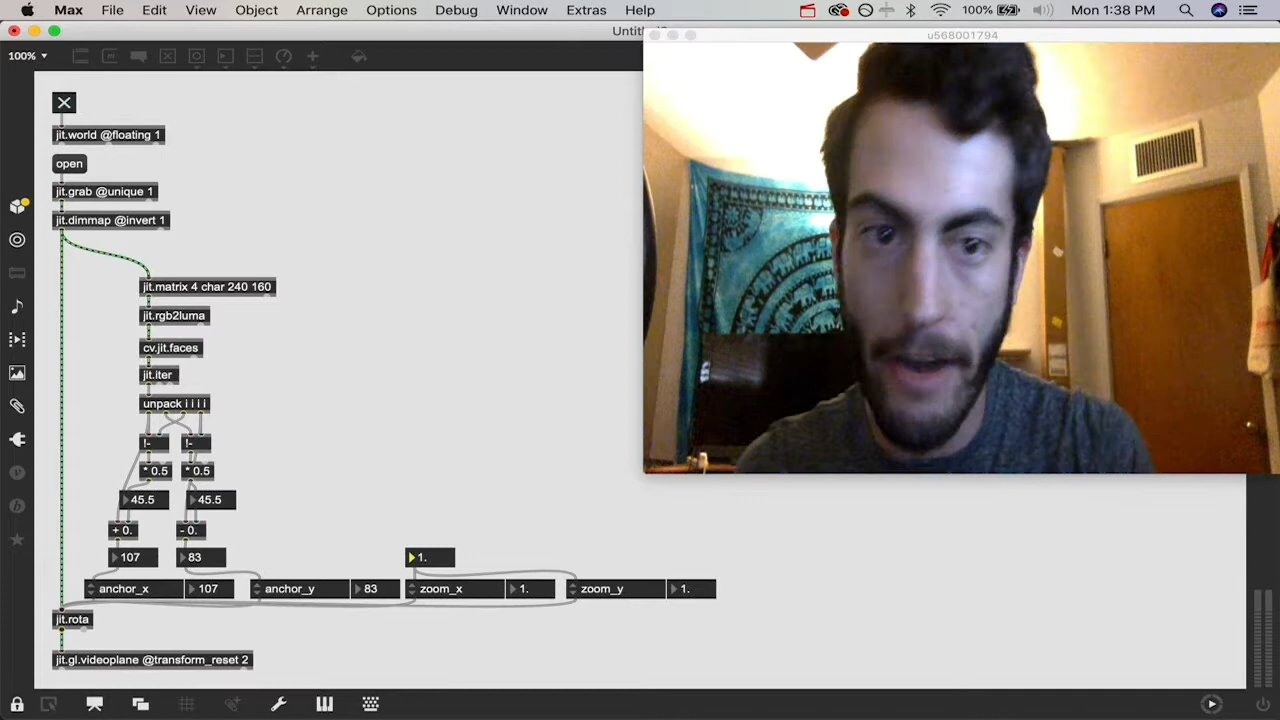 Max File Edit View Object Arrange Options Debug Window Extras Help 100% Mon 1:38 PM
u568001794
100%
jit.world @floating 1
open
jit.grab @unique 1
jit.dimmap @invert 1
jit.matrix 4 char 240 160
jit.rgb2luma
cv.jit.faces
jit.iter
unpack i i i i
!- !-
* 0.5 * 0.5
45.5 45.5
+ 0. - 0.
107 83 1.
anchor_x 107 anchor_y 83 zoom_x 1. zoom_y 1.
jit.rota
jit.gl.videoplane @transform_reset 2